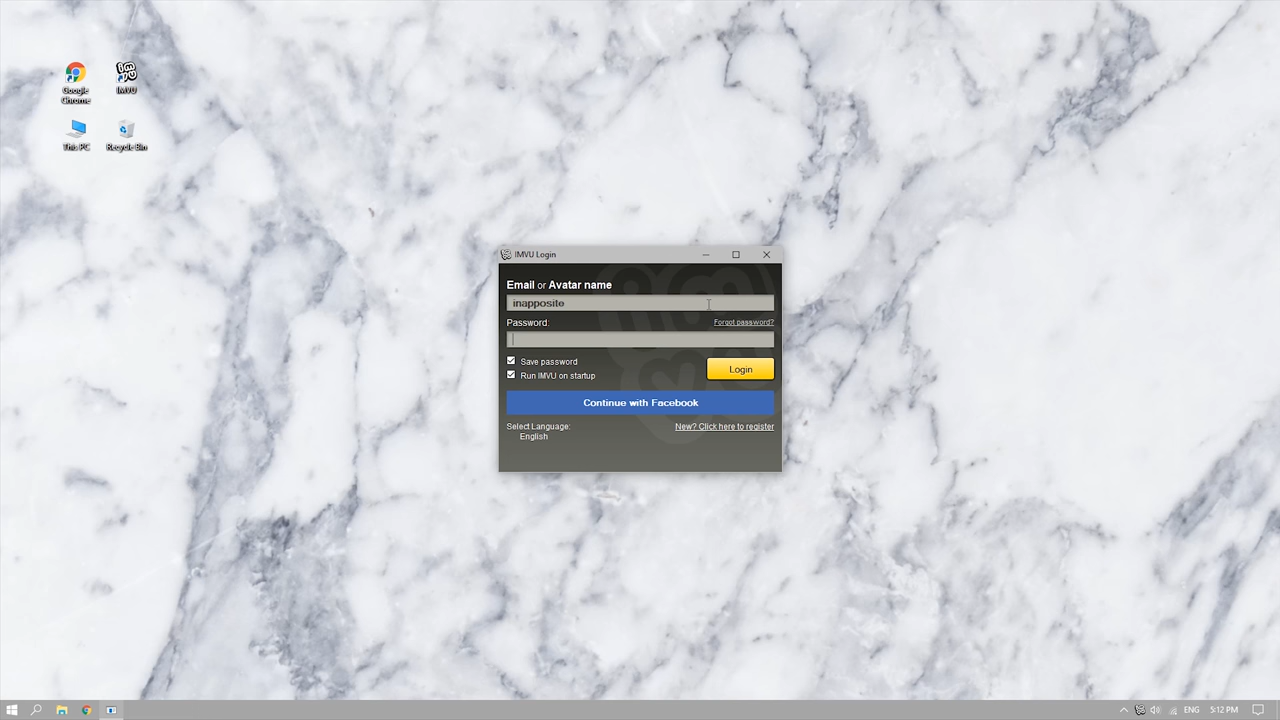 Google
Chrome
IMVU
This PC
Recycle Bin
IMVU Login
Email or Avatar name
inapposite
Password:
Forgot password?
Save password
Login
Run IMVU on startup
Continue with Facebook
Select Language:
New? Click here to register
English
ENG
5:12 PM